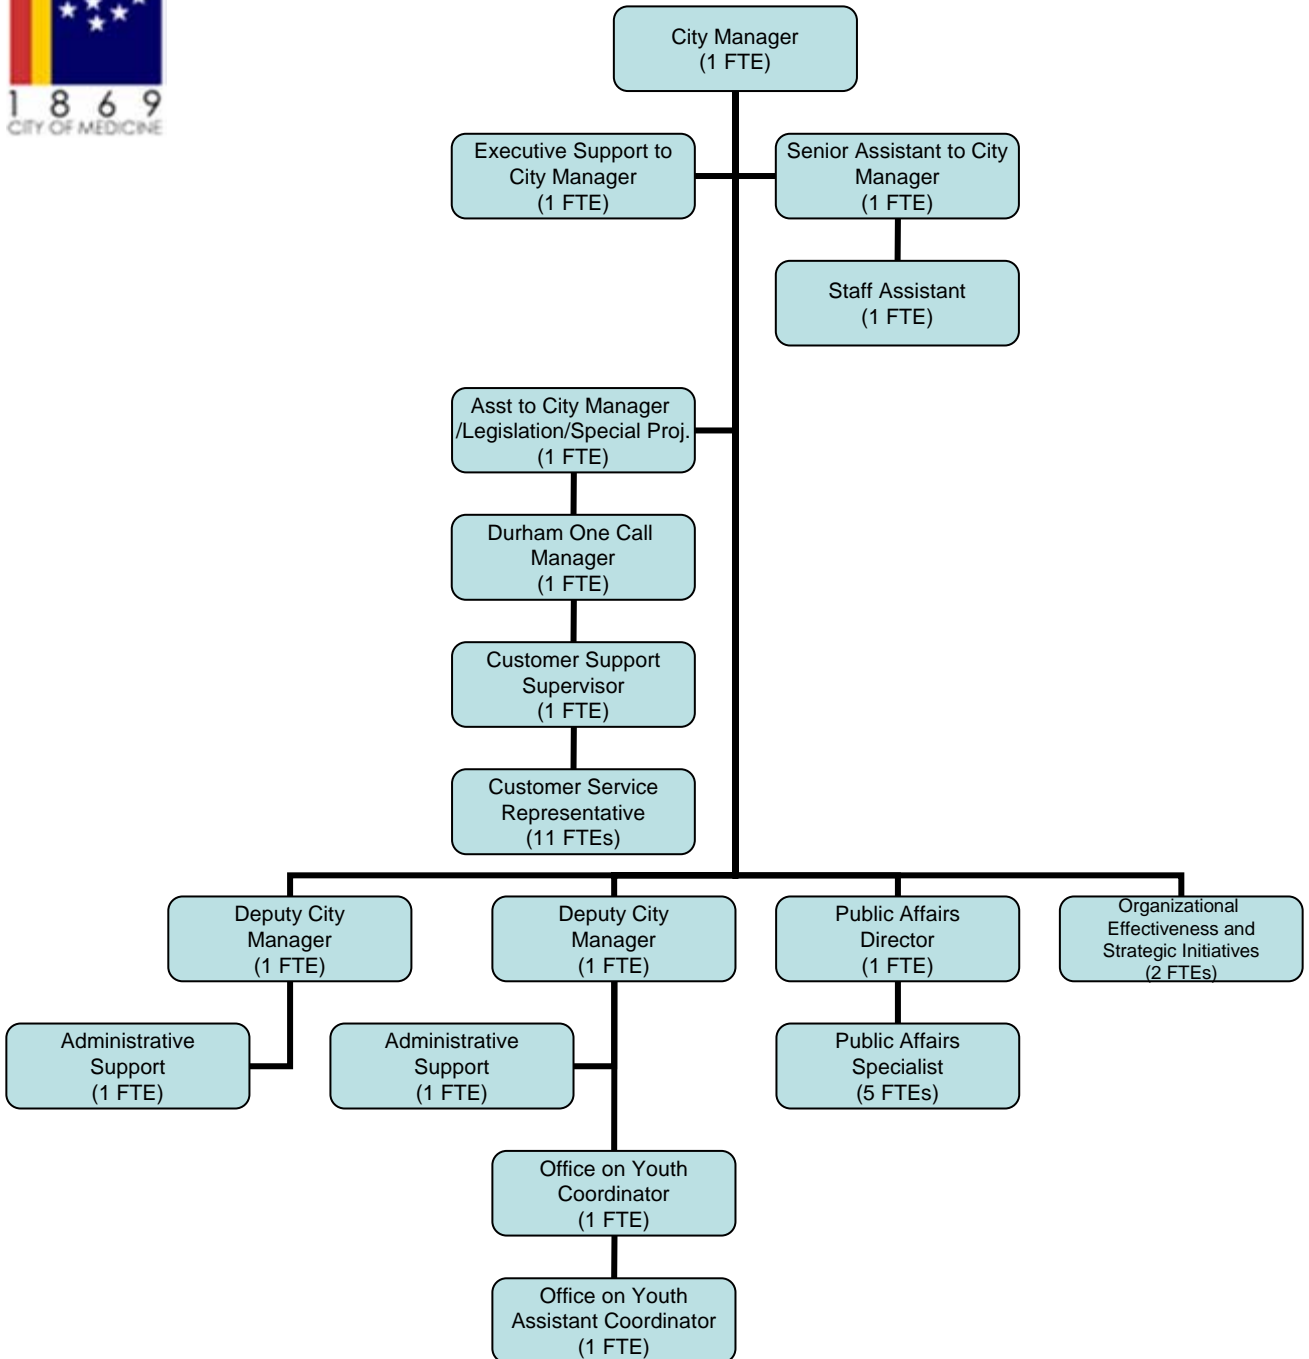 1 8 6 9
CITY OF MEDICINE
City Manager
(1 FTE)
Executive Support to
City Manager
(1 FTE)
Senior Assistant to City
Manager
(1 FTE)
Staff Assistant
(1 FTE)
Asst to City Manager
/Legislation/Special Proj.
(1 FTE)
Durham One Call
Manager
(1 FTE)
Customer Support
Supervisor
(1 FTE)
Customer Service
Representative
(11 FTEs)
Deputy City
Manager
(1 FTE)
Deputy City
Manager
(1 FTE)
Public Affairs
Director
(1 FTE)
Organizational
Effectiveness and
Strategic Initiatives
(2 FTEs)
Administrative
Support
(1 FTE)
Administrative
Support
(1 FTE)
Public Affairs
Specialist
(5 FTEs)
Office on Youth
Coordinator
(1 FTE)
Office on Youth
Assistant Coordinator
(1 FTE)